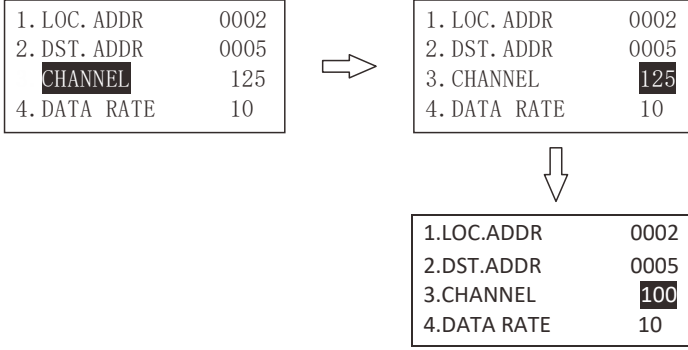 1.LOC.ADDR 0002
2.DST.ADDR 0005
CHANNEL 125
4.DATA RATE 10
1.LOC.ADDR 0002
2.DST.ADDR 0005
3.CHANNEL 125
4.DATA RATE 10
1.LOC.ADDR 0002
2.DST.ADDR 0005
3.CHANNEL 100
4.DATA RATE 10